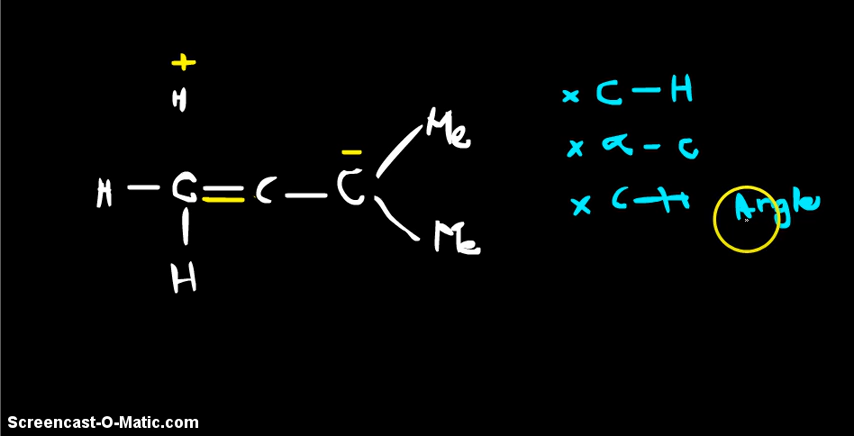 +
H
H — C = C — C̄ Me
Me
H
× C — H
× α - C
× C — H Angle
Screencast-O-Matic.com